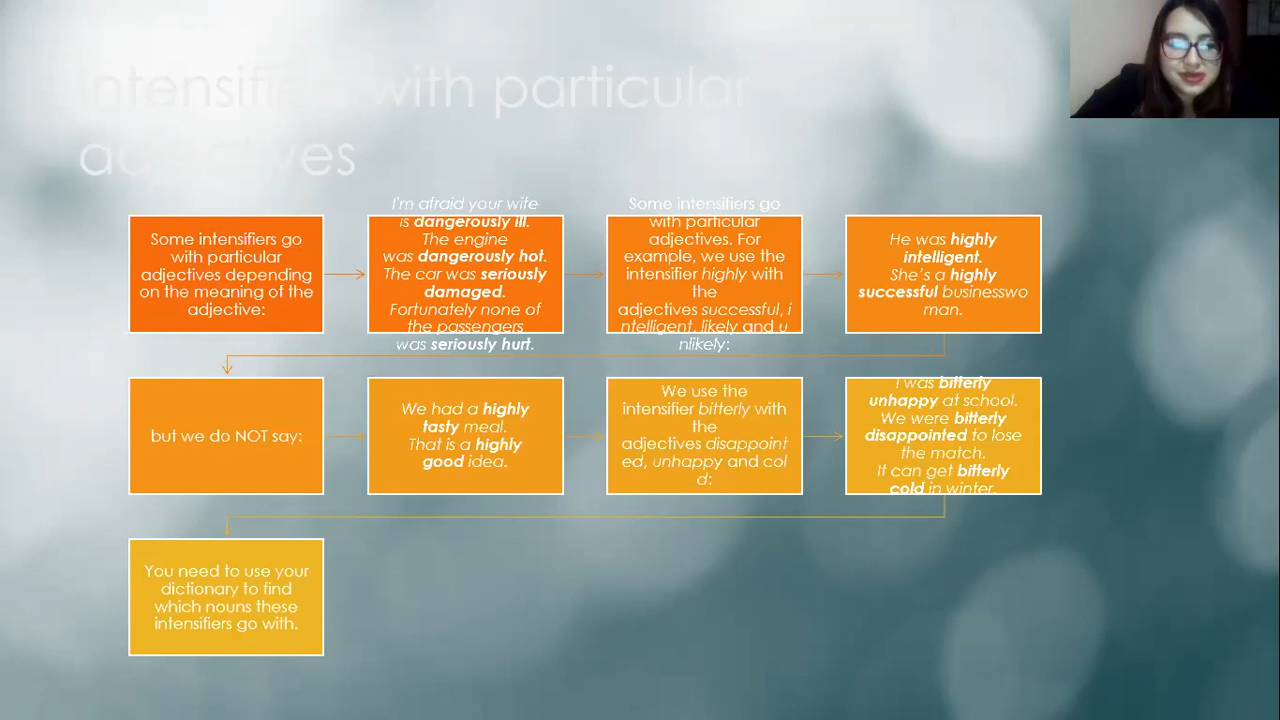 Intensifiers with particular
adjectives
Some intensifiers go
with particular
adjectives depending
on the meaning of the
adjective:
I'm afraid your wife
is dangerously ill.
The engine
was dangerously hot.
The car was seriously
damaged.
Fortunately none of
the passengers
was seriously hurt.
Some intensifiers go
with particular
adjectives. For
example, we use the
intensifier highly with
the
adjectives successful, i
ntelligent, likely and u
nlikely:
He was highly
intelligent.
She's a highly
successful businesswo
man.
but we do NOT say:
We had a highly
tasty meal.
That is a highly
good idea.
We use the
intensifier bitterly with
the
adjectives disappoint
ed, unhappy and col
d:
I was bitterly
unhappy at school.
We were bitterly
disappointed to lose
the match.
It can get bitterly
cold in winter.
You need to use your
dictionary to find
which nouns these
intensifiers go with.